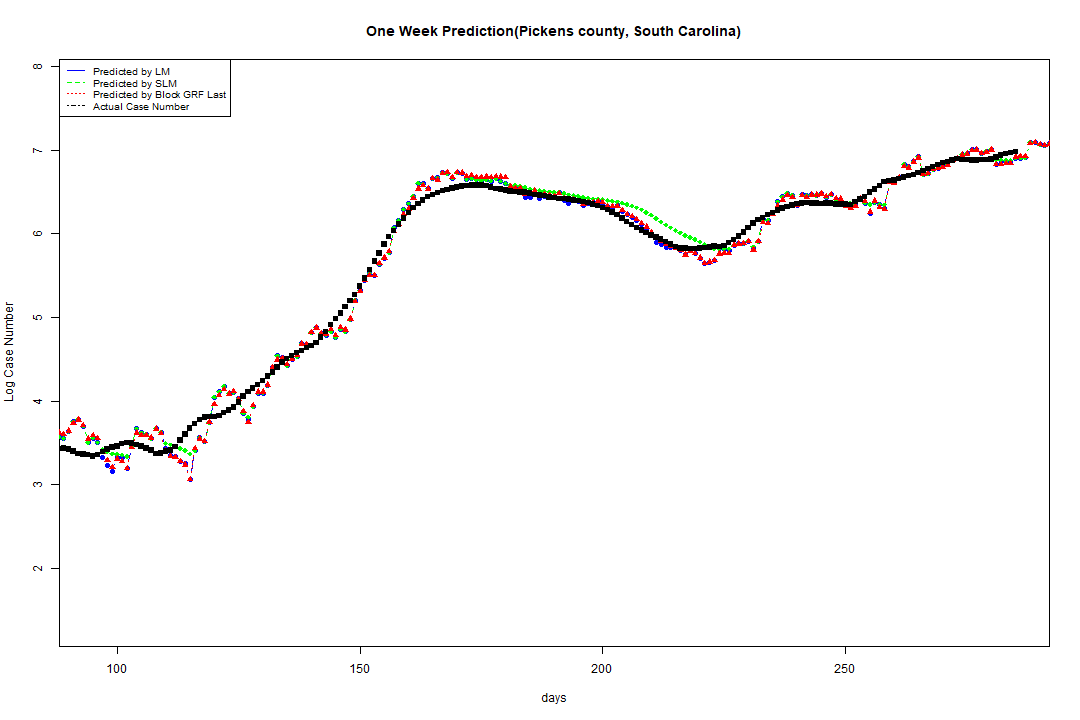 One Week Prediction(Pickens county, South Carolina)
Predicted by LM
Predicted by SLM
Predicted by Block GRF Last
Actual Case Number
8
7
6
5
4
3
2
Log Case Number
100 150 200 250
days